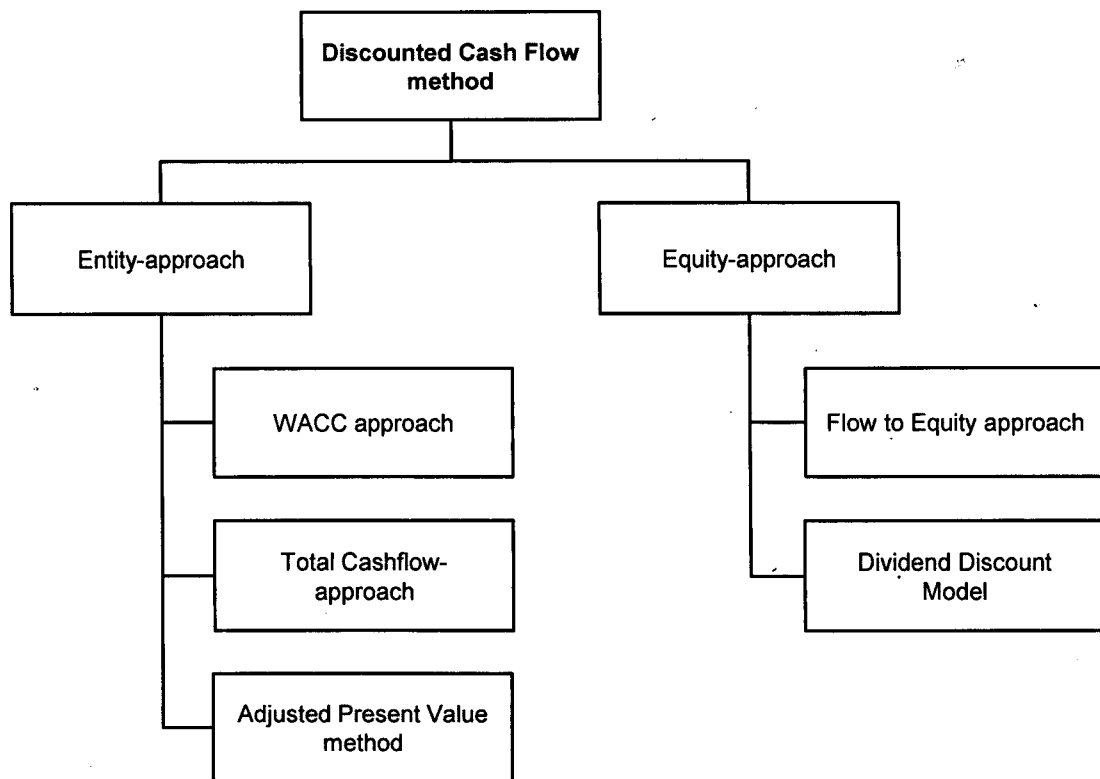 Discounted Cash Flow
method
Entity-approach
Equity-approach
WACC approach
Flow to Equity approach
Total Cashflow-
approach
Dividend Discount
Model
Adjusted Present Value
method